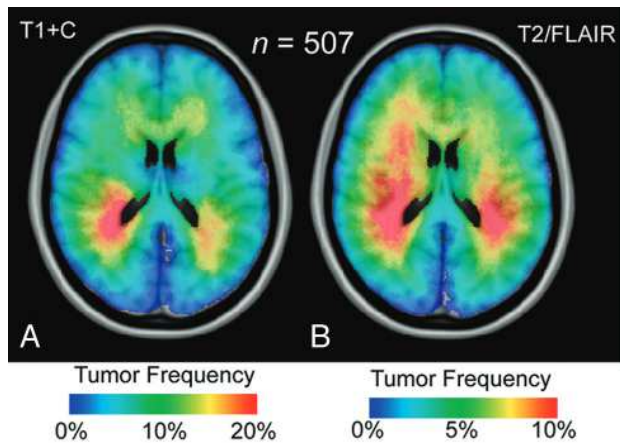 T1+C
n = 507
T2/FLAIR
A
B
Tumor Frequency
0% 10% 20%
Tumor Frequency
0% 5% 10%